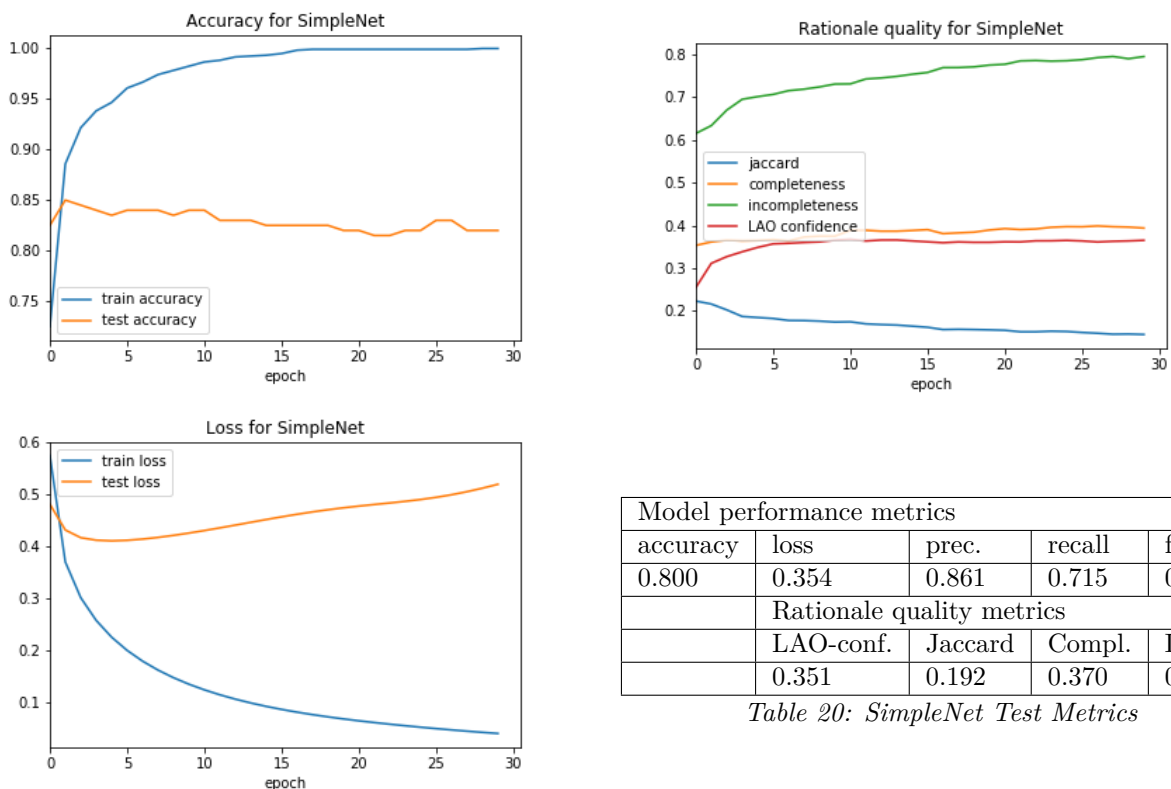 Accuracy for SimpleNet
1.00
0.95
0.90
0.85
0.80
0.75
train accuracy
test accuracy
0 5 10 15 20 25 30
epoch
Rationale quality for SimpleNet
0.8
0.7
0.6
0.5
0.4
0.3
0.2
jaccard
completeness
incompleteness
LAO confidence
0 5 10 15 20 25 30
epoch
Loss for SimpleNet
0.6
0.5
0.4
0.3
0.2
0.1
train loss
test loss
0 5 10 15 20 25 30
epoch
Model performance metrics
accuracy loss prec. recall
0.800 0.354 0.861 0.715
Rationale quality metrics
LAO-conf. Jaccard Compl.
0.351 0.192 0.370
Table 20: SimpleNet Test Metrics